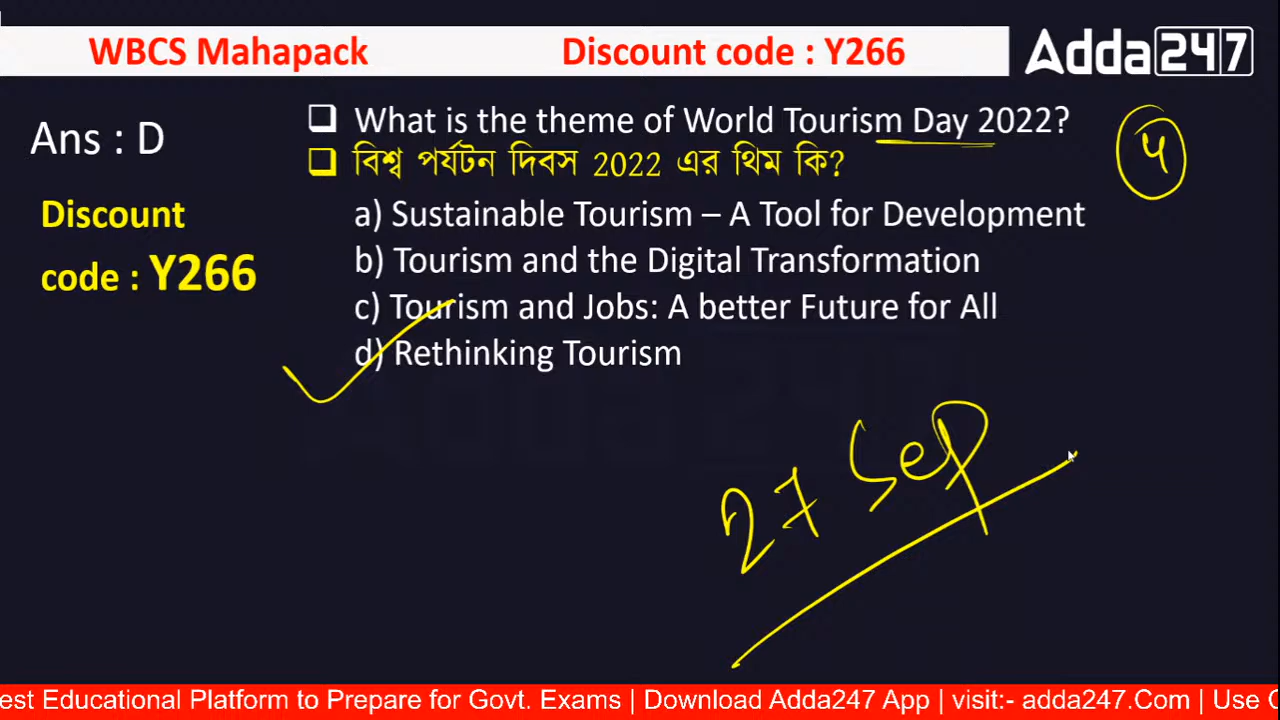 WBCS Mahapack
Discount code : Y266
Adda247
Ans : D
Discount
code : Y266
❑ What is the theme of World Tourism Day 2022?
❑ বিশ্ব পর্যটন দিবস 2022 এর থিম কি?
a) Sustainable Tourism – A Tool for Development
b) Tourism and the Digital Transformation
c) Tourism and Jobs: A better Future for All
d) Rethinking Tourism
27 Sep
est Educational Platform to Prepare for Govt. Exams | Download Adda247 App | visit:- adda247.Com | Use